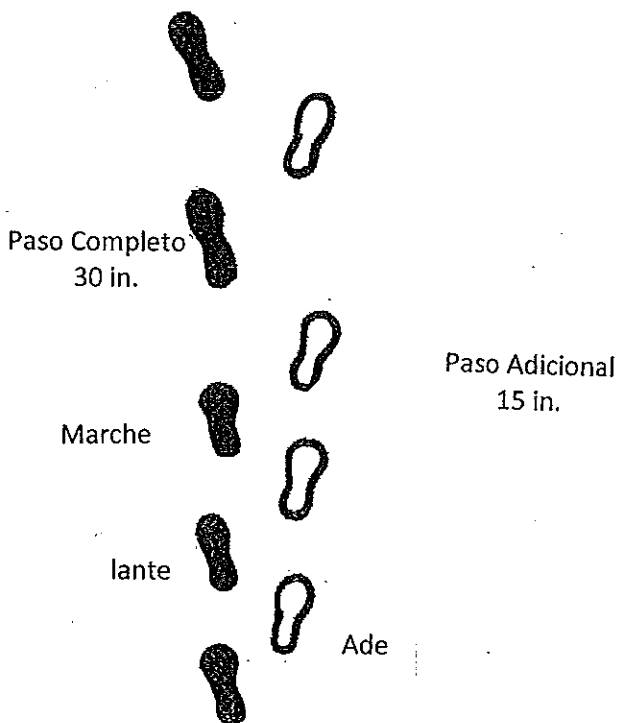 Paso Completo
30 in.
Paso Adicional
15 in.
Marche
lante
Ade